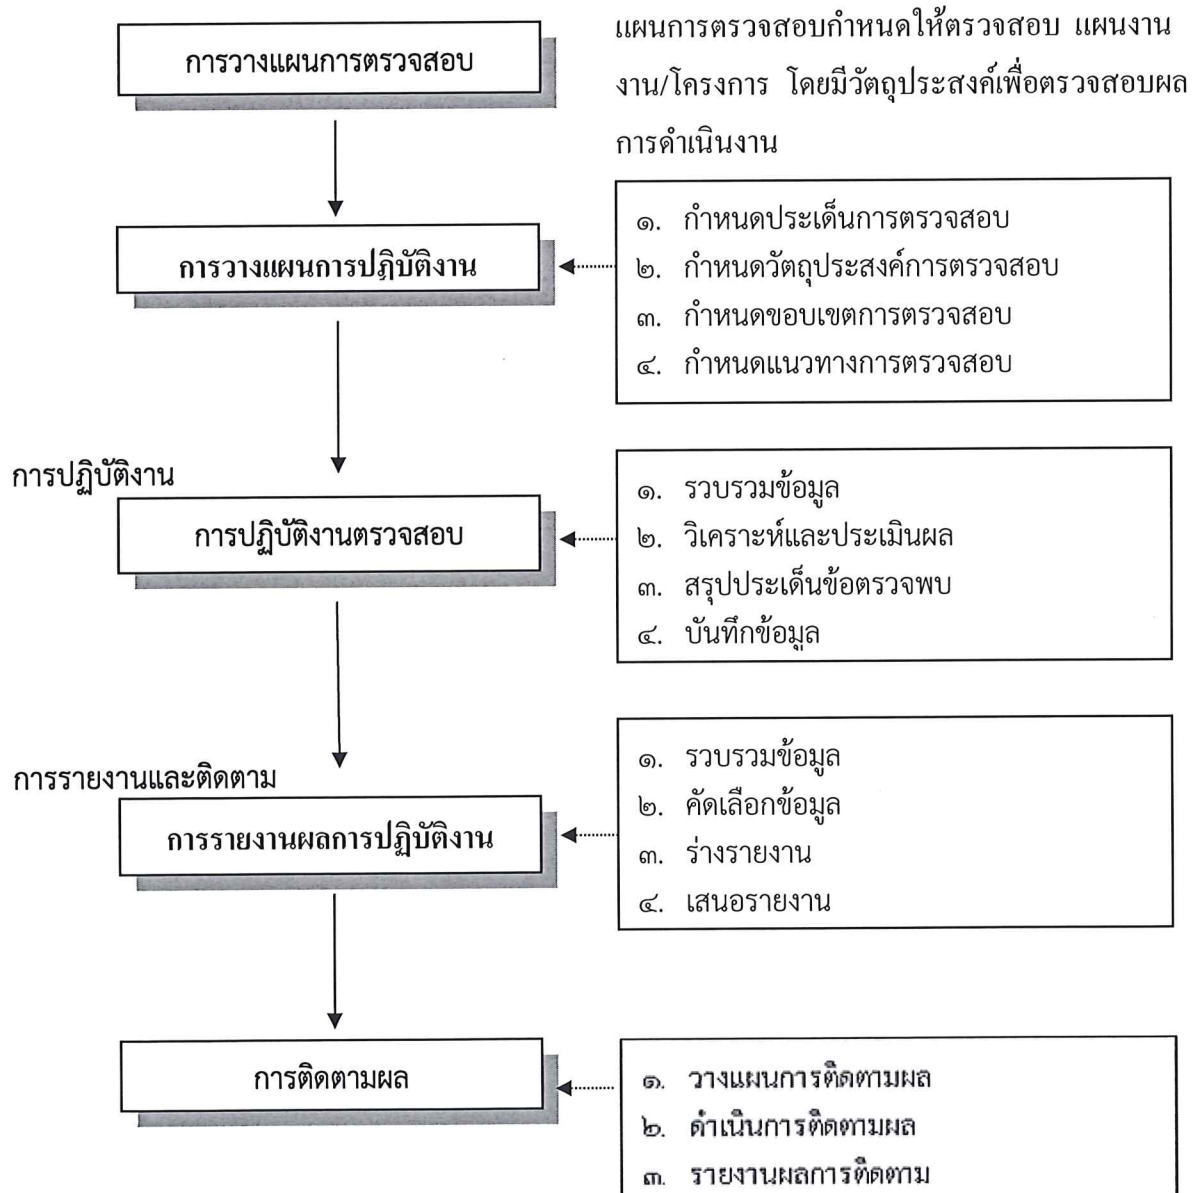 การวางแผนการตรวจสอบ
แผนการตรวจสอบกำหนดให้ตรวจสอบ แผนงาน
งาน/โครงการ โดยมีวัตถุประสงค์เพื่อตรวจสอบผล
การดำเนินงาน
การวางแผนการปฏิบัติงาน
๑. กำหนดประเด็นการตรวจสอบ
๒. กำหนดวัตถุประสงค์การตรวจสอบ
๓. กำหนดขอบเขตการตรวจสอบ
๔. กำหนดแนวทางการตรวจสอบ
การปฏิบัติงาน
การปฏิบัติงานตรวจสอบ
๑. รวบรวมข้อมูล
๒. วิเคราะห์และประเมินผล
๓. สรุปประเด็นข้อตรวจพบ
๔. บันทึกข้อมูล
การรายงานและติดตาม
การรายงานผลการปฏิบัติงาน
๑. รวบรวมข้อมูล
๒. คัดเลือกข้อมูล
๓. ร่างรายงาน
๔. เสนอรายงาน
การติดตามผล
๑. วางแผนการติดตามผล
๒. ดำเนินการติดตามผล
๓. รายงานผลการติดตาม